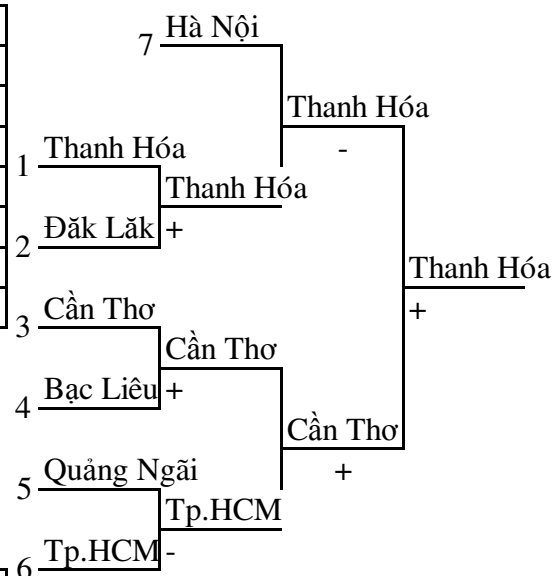 7 Hà Nội
Thanh Hóa
-
1 Thanh Hóa
Thanh Hóa
2 Đăk Lăk +
Thanh Hóa
+
3 Cần Thơ
Cần Thơ
4 Bạc Liêu +
Cần Thơ
+
5 Quảng Ngãi
Tp.HCM
6 Tp.HCM -